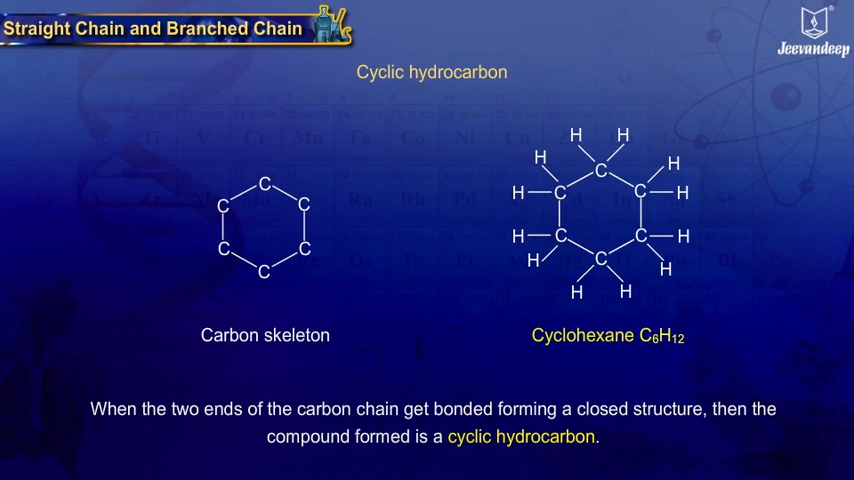 Straight Chain and Branched Chain
Jeevandeep
®
Cyclic hydrocarbon
C
C C
C C
C
H H
H H
C
H C C H
H C C H
H C H
H H
Carbon skeleton
Cyclohexane C₆H₁₂
When the two ends of the carbon chain get bonded forming a closed structure, then the
compound formed is a cyclic hydrocarbon.